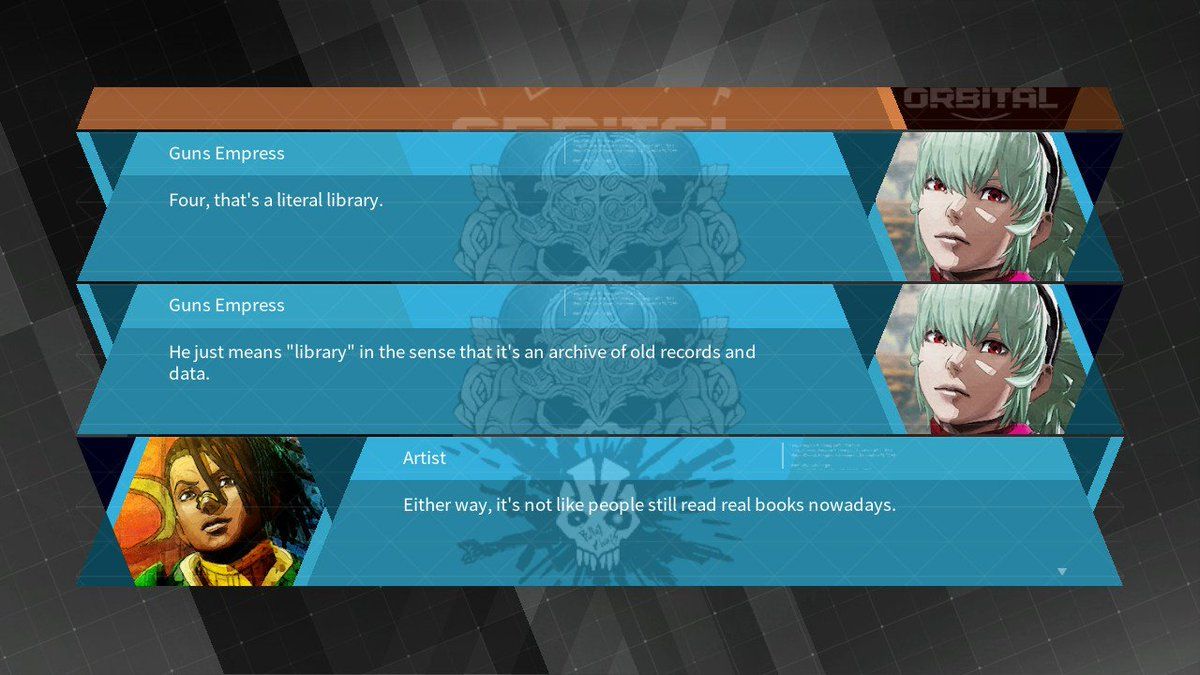 ORBITAL
Guns Empress
Four, that's a literal library.
Guns Empress
He just means "library" in the sense that it's an archive of old records and
data.
Artist
Either way, it's not like people still read real books nowadays.